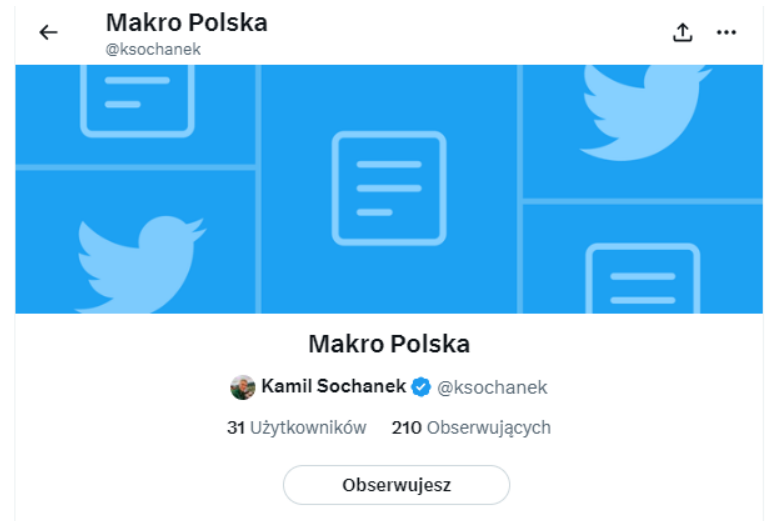 Makro Polska
@ksochanek
Makro Polska
Kamil Sochanek @ksochanek
31 Użytkowników 210 Obserwujących
Obserwujesz